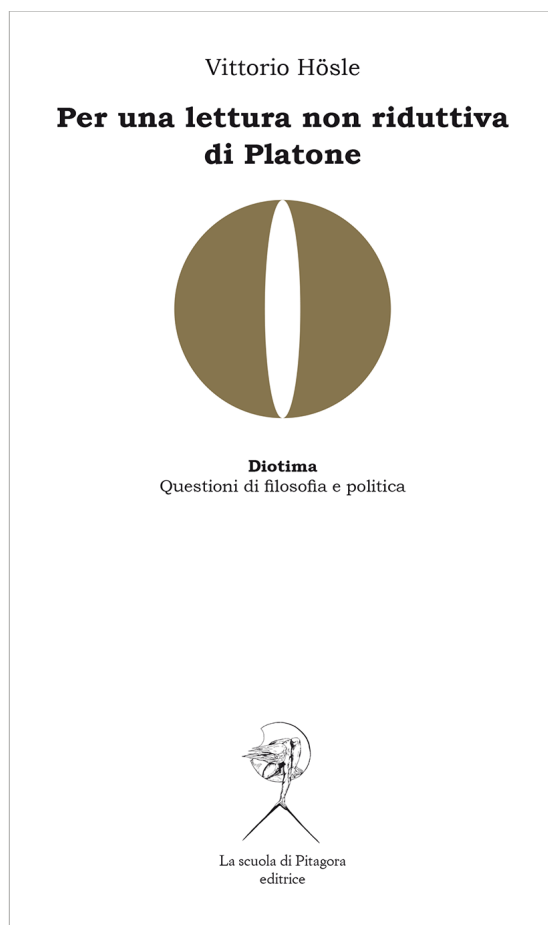 Vittorio Hösle
Per una lettura non riduttiva
di Platone
Diotima
Questioni di filosofia e politica
La scuola di Pitagora
editrice